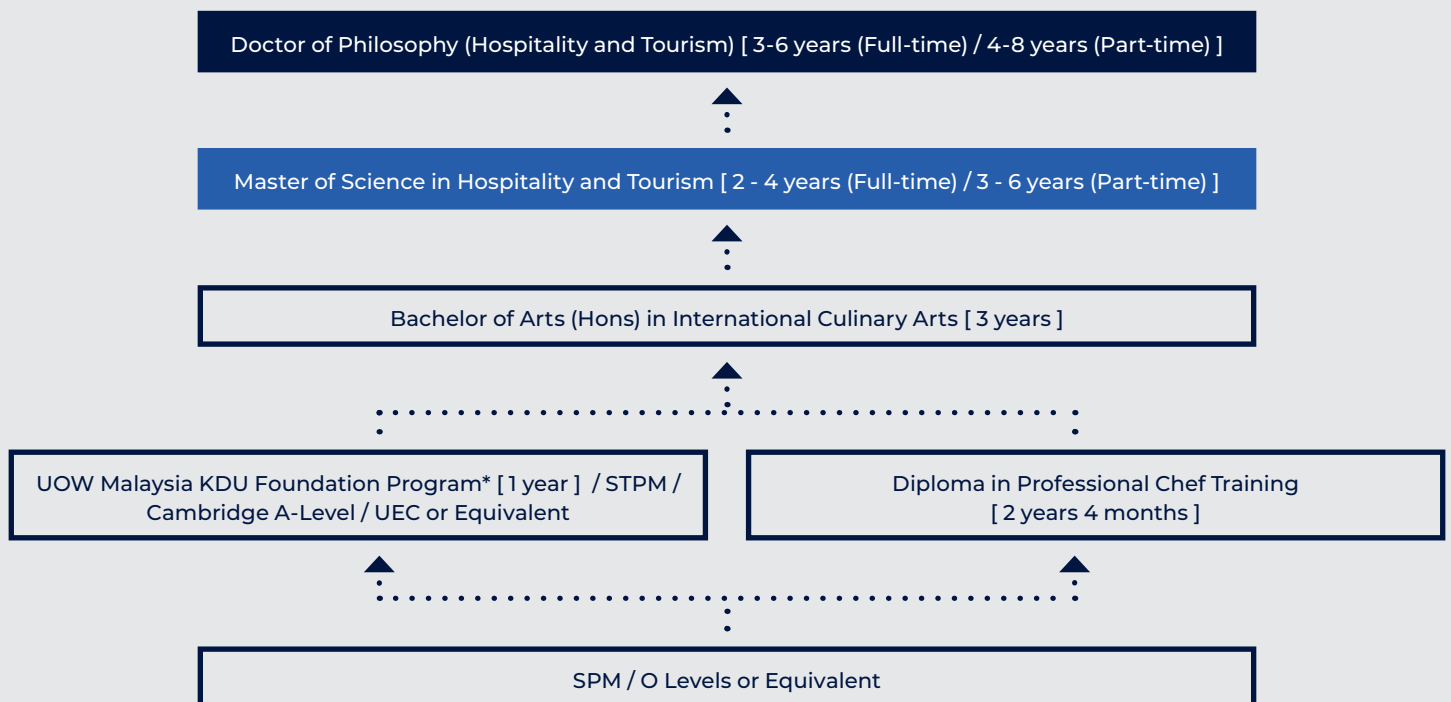 Doctor of Philosophy (Hospitality and Tourism) [ 3-6 years (Full-time) / 4-8 years (Part-time) ]
Master of Science in Hospitality and Tourism [ 2 - 4 years (Full-time) / 3 - 6 years (Part-time) ]
Bachelor of Arts (Hons) in International Culinary Arts [ 3 years ]
UOW Malaysia KDU Foundation Program* [ 1 year ] / STPM /
Cambridge A-Level / UEC or Equivalent
Diploma in Professional Chef Training
[ 2 years 4 months ]
SPM / O Levels or Equivalent